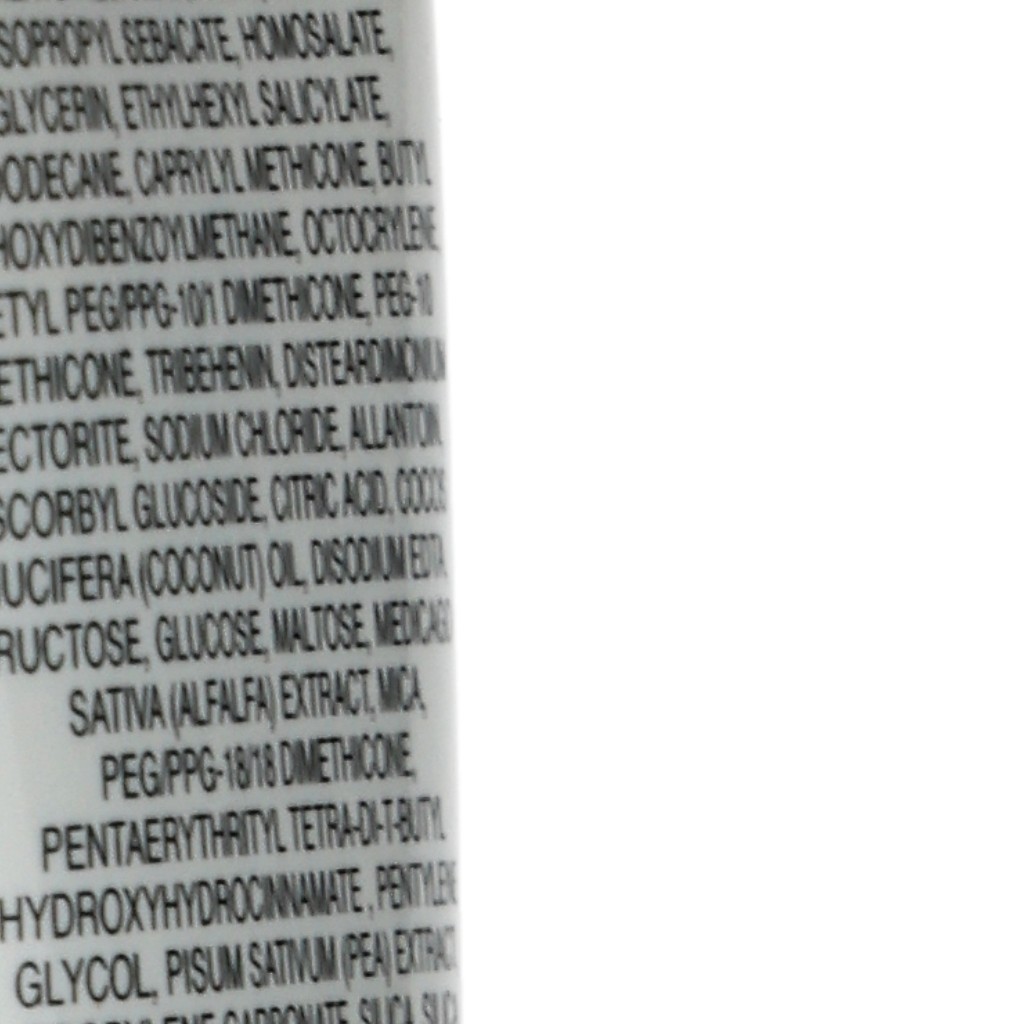 SOPROPYL SEBACATE, HOMOSALATE,
GLYCERIN, ETHYLHEXYL SALICYLATE,
DODECANE, CAPRYLYL METHICONE, BUTYL
HOXYDIBENZOYLMETHANE, OCTOCRYLENE
ETYL PEG/PPG-10/1 DIMETHICONE, PEG-10
ETHICONE, TRIBEHENIN, DISTEARDIMONIUM
ECTORITE, SODIUM CHLORIDE, ALLANTOIN,
SCORBYL GLUCOSIDE, CITRIC ACID, COCOS
UCIFERA (COCONUT) OIL, DISODIUM EDTA,
RUCTOSE, GLUCOSE, MALTOSE, MEDICAGO
SATIVA (ALFALFA) EXTRACT, MICA,
PEG/PPG-18/18 DIMETHICONE,
PENTAERYTHRITYL TETRA-DI-T-BUTYL
HYDROXYHYDROCINNAMATE , PENTYLENE
GLYCOL, PISUM SATIVUM (PEA) EXTRACT,
CARBONATE, SILICA,